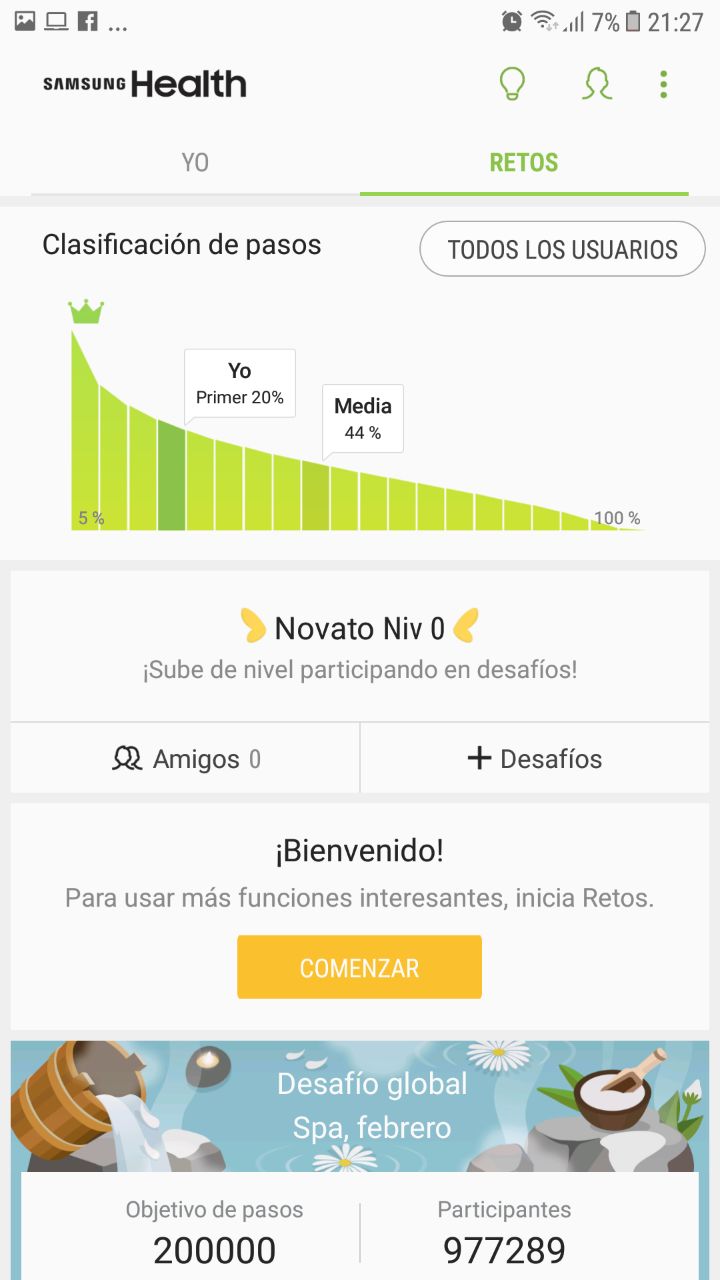 ... 7% 21:27
SAMSUNG Health
YO RETOS
Clasificación de pasos TODOS LOS USUARIOS
Yo
Primer 20%
Media
44 %
5 % 100 %
Novato Niv 0
¡Sube de nivel participando en desafíos!
Amigos 0 + Desafíos
¡Bienvenido!
Para usar más funciones interesantes, inicia Retos.
COMENZAR
Desafío global
Spa, febrero
Objetivo de pasos Participantes
200000 977289